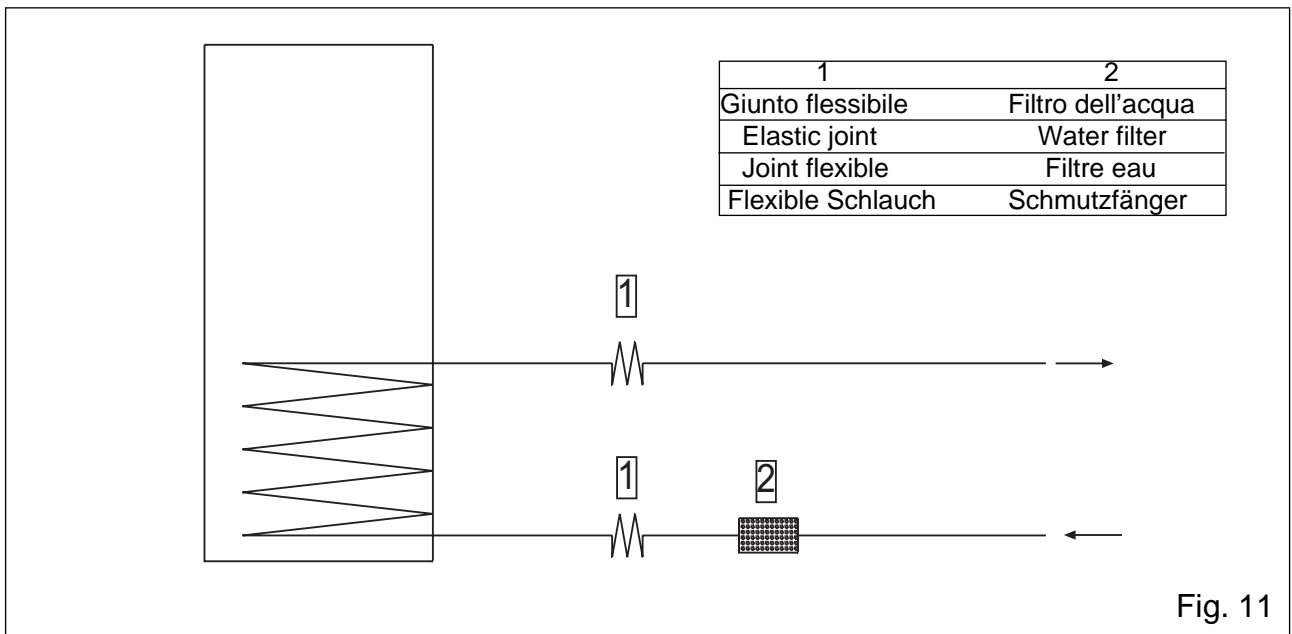 1 2
Giunto flessibile Filtro dell'acqua
Elastic joint Water filter
Joint flexible Filtre eau
Flexible Schlauch Schmutzfänger
1
1 2
Fig. 11